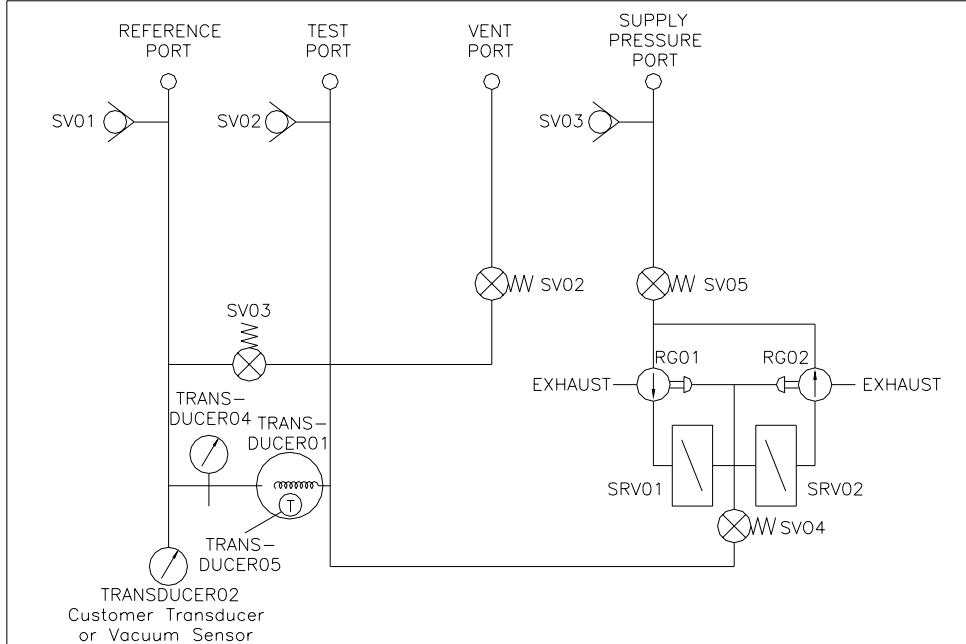 REFERENCE
PORT
TEST
PORT
VENT
PORT
SUPPLY
PRESSURE
PORT
SV01
SV02
SV03
SV02
SV05
SV03
RG01
RG02
EXHAUST
EXHAUST
TRANS-
DUCER04
TRANS-
DUCER01
SRV01
SRV02
T
SV04
TRANS-
DUCER05
TRANSDUCER02
Customer Transducer
or Vacuum Sensor